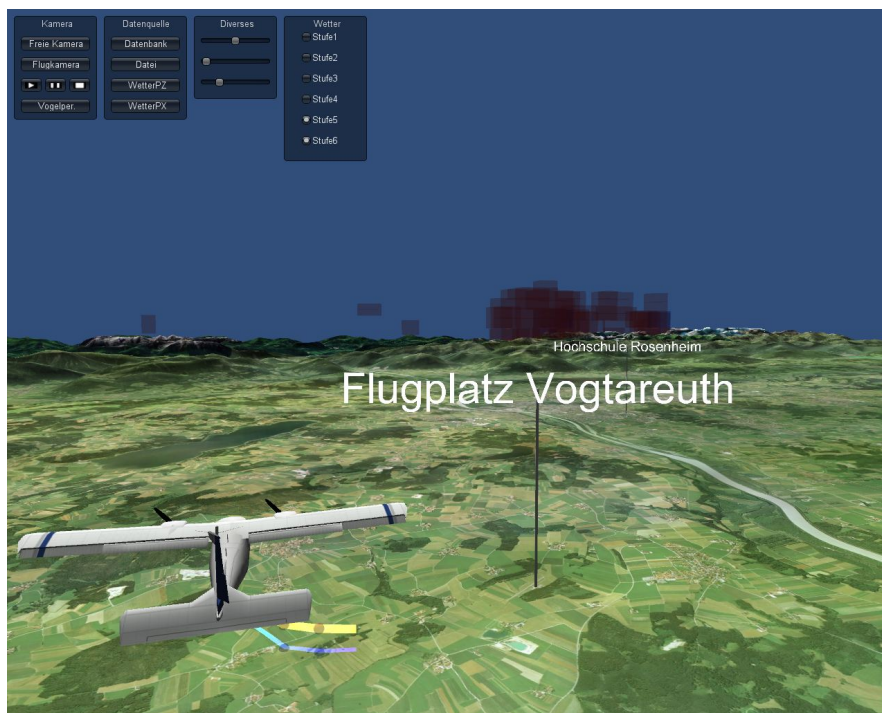 Kamera
Freie Kamera
Flugkamera
Vogelper.
Datenquelle
Datenbank
Datei
WetterPZ
WetterPX
Diverses
Wetter
Stufe1
Stufe2
Stufe3
Stufe4
Stufe5
Stufe6
Hochschule Rosenheim
Flugplatz Vogtareuth